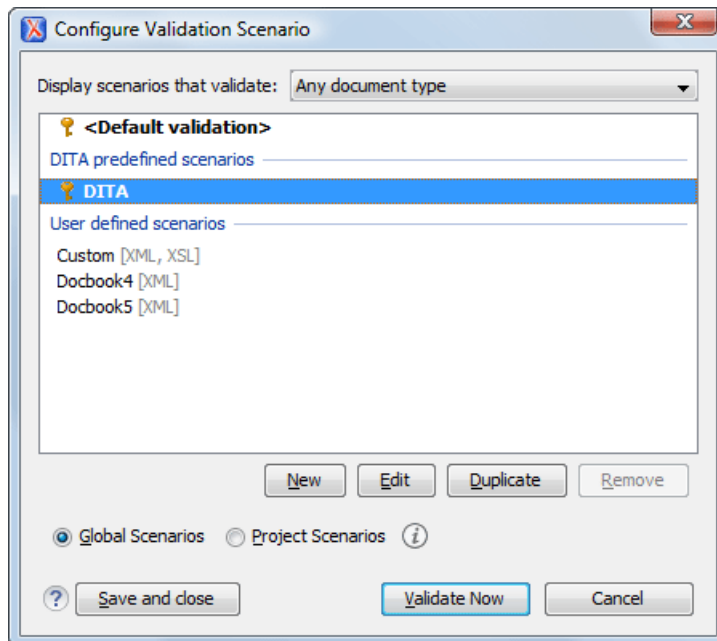 Configure Validation Scenario
Display scenarios that validate: Any document type
<Default validation>
DITA predefined scenarios
DITA
User defined scenarios
Custom [XML, XSL]
Docbook4 [XML]
Docbook5 [XML]
New Edit Duplicate Remove
Global Scenarios Project Scenarios i
? Save and close Validate Now Cancel